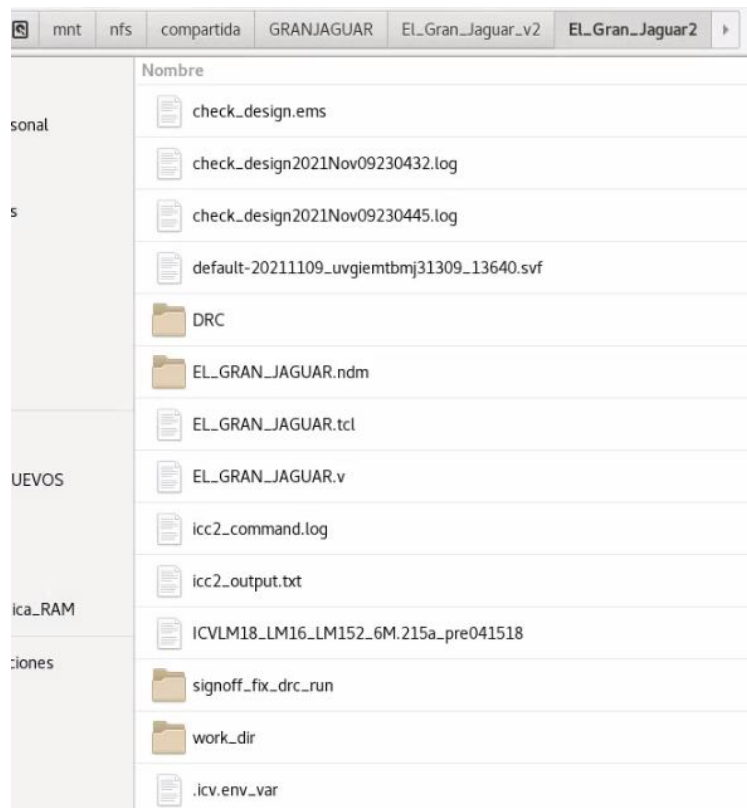 mnt nfs compartida GRANJAGUAR El_Gran_Jaguar_v2 El_Gran_Jaguar2
Nombre
sonal
s
UEVOS
ica_RAM
ciones
check_design.ems
check_design2021Nov09230432.log
check_design2021Nov09230445.log
default-20211109_uvgiemtbmj31309_13640.svf
DRC
EL_GRAN_JAGUAR.ndm
EL_GRAN_JAGUAR.tcl
EL_GRAN_JAGUAR.v
icc2_command.log
icc2_output.txt
ICVLM18_LM16_LM152_6M.215a_pre041518
signoff_fix_drc_run
work_dir
.icv.env_var